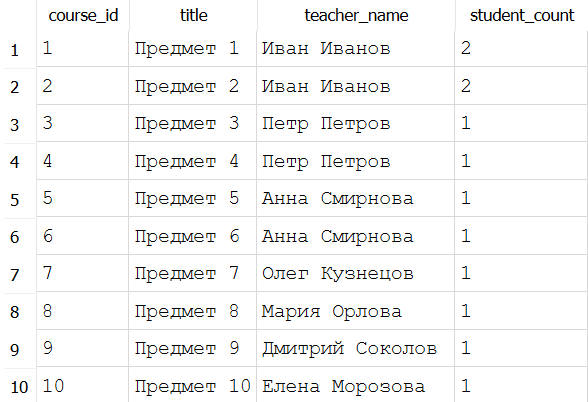 course_id title teacher_name student_count
1 1 Предмет 1 Иван Иванов 2
2 2 Предмет 2 Иван Иванов 2
3 3 Предмет 3 Петр Петров 1
4 4 Предмет 4 Петр Петров 1
5 5 Предмет 5 Анна Смирнова 1
6 6 Предмет 6 Анна Смирнова 1
7 7 Предмет 7 Олег Кузнецов 1
8 8 Предмет 8 Мария Орлова 1
9 9 Предмет 9 Дмитрий Соколов 1
10 10 Предмет 10 Елена Морозова 1